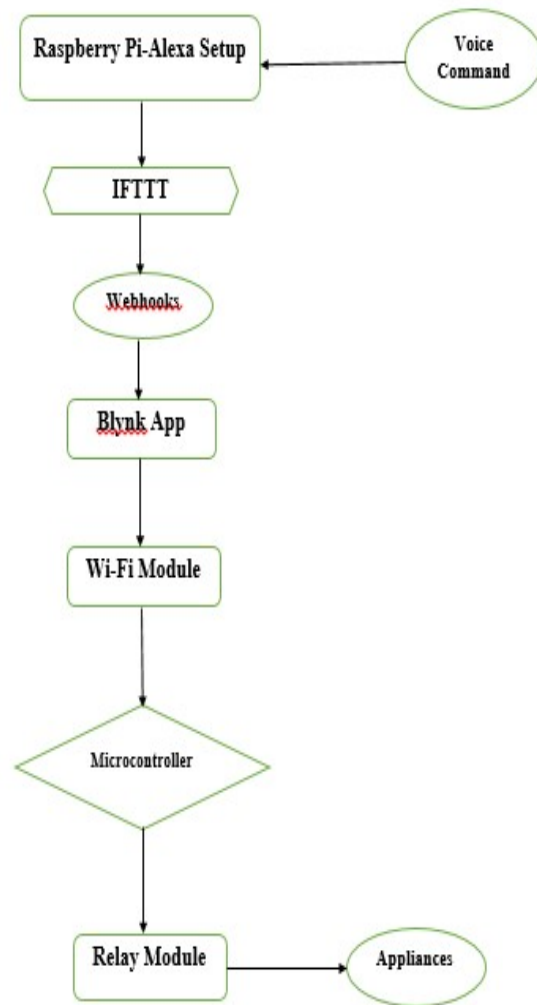 Raspberry Pi-Alexa Setup
Voice
Command
IFTTT
Webhooks
Blynk App
Wi-Fi Module
Microcontroller
Relay Module
Appliances